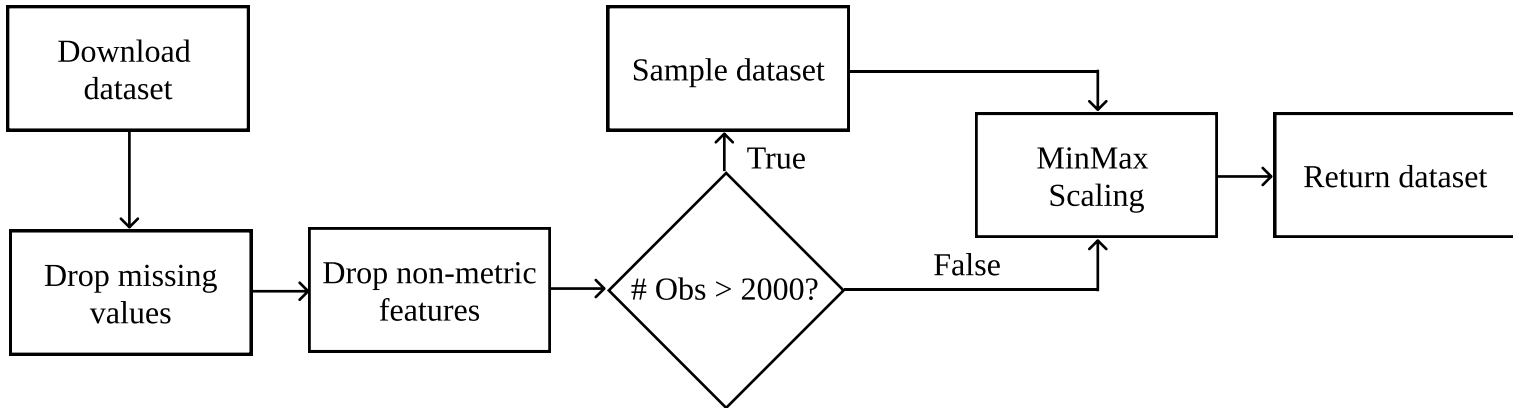 Download
dataset
Drop missing
values
Drop non-metric
features
# Obs > 2000?
True
Sample dataset
False
MinMax
Scaling
Return dataset